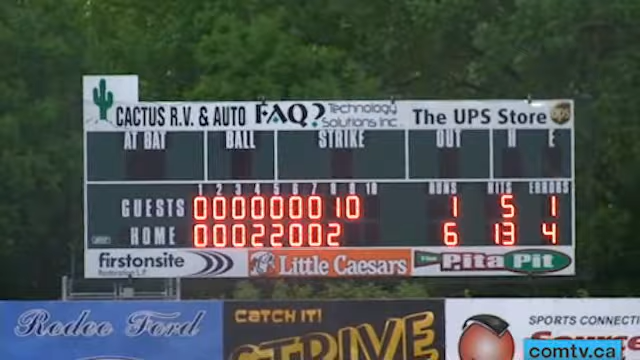 CACTUS R.V. & AUTO FAQ? Technology Solutions Inc. The UPS Store
AT BAT BALL STRIKE OUT H E
1 2 3 4 5 6 7 8 9 10 RUNS HITS ERRORS
GUESTS 0 0 0 0 0 0 0 1 0 1 5 1
HOME 0 0 0 2 2 0 0 2 6 13 4
firstonsite Restoration L.P. Little Caesars The Pita Pit
Rodeo Ford CATCH IT! STRIVE SPORTS CONNECTI
comtv.ca